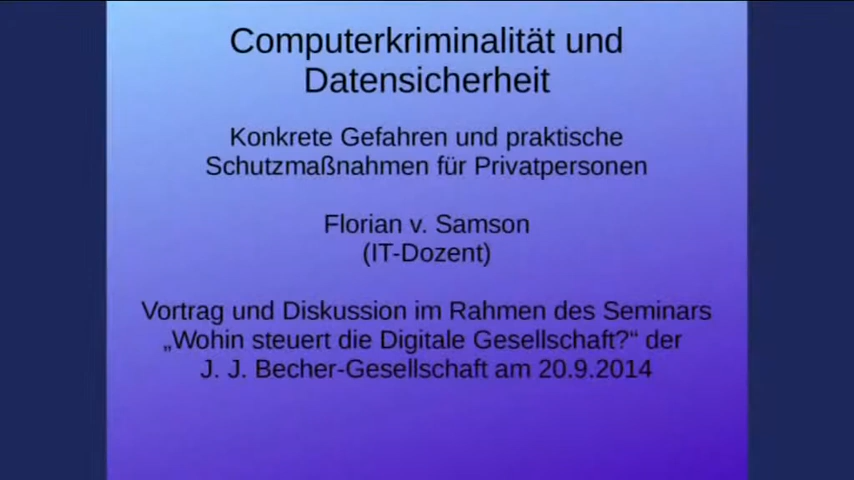 Computerkriminalität und
Datensicherheit
Konkrete Gefahren und praktische
Schutzmaßnahmen für Privatpersonen
Florian v. Samson
(IT-Dozent)
Vortrag und Diskussion im Rahmen des Seminars
„Wohin steuert die Digitale Gesellschaft?“ der
J. J. Becher-Gesellschaft am 20.9.2014